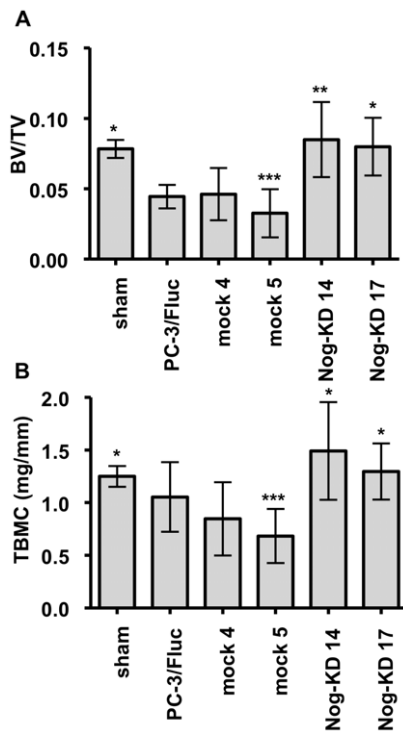 A
BV/TV
0.15
0.10
0.05
0.00
*
***
**
*
sham
PC-3/Fluc
mock 4
mock 5
Nog-KD 14
Nog-KD 17
B
TBMC (mg/mm)
2.0
1.5
1.0
0.5
0.0
*
***
*
*
sham
PC-3/Fluc
mock 4
mock 5
Nog-KD 14
Nog-KD 17